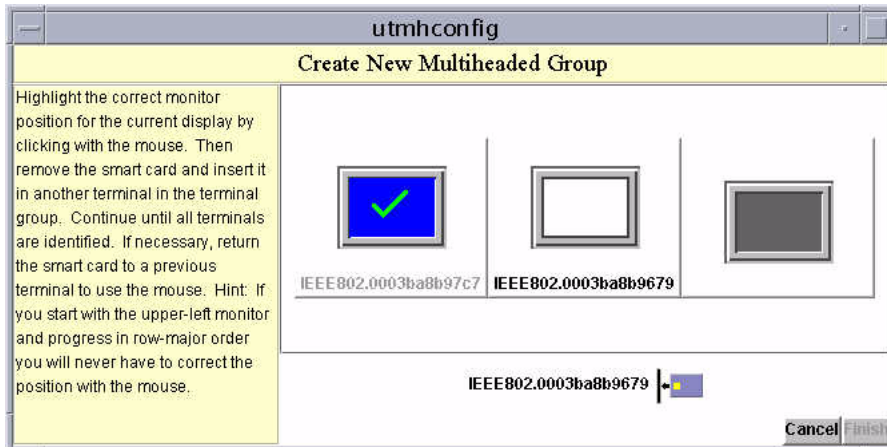 utmhconfig
Create New Multiheaded Group
Highlight the correct monitor
position for the current display by
clicking with the mouse. Then
remove the smart card and insert it
in another terminal in the terminal
group. Continue until all terminals
are identified. If necessary, return
the smart card to a previous
terminal to use the mouse. Hint: If
you start with the upper-left monitor
and progress in row-major order
you will never have to correct the
position with the mouse.
IEEE802.0003ba8b97c7 IEEE802.0003ba8b9679
IEEE802.0003ba8b9679
Cancel Finish